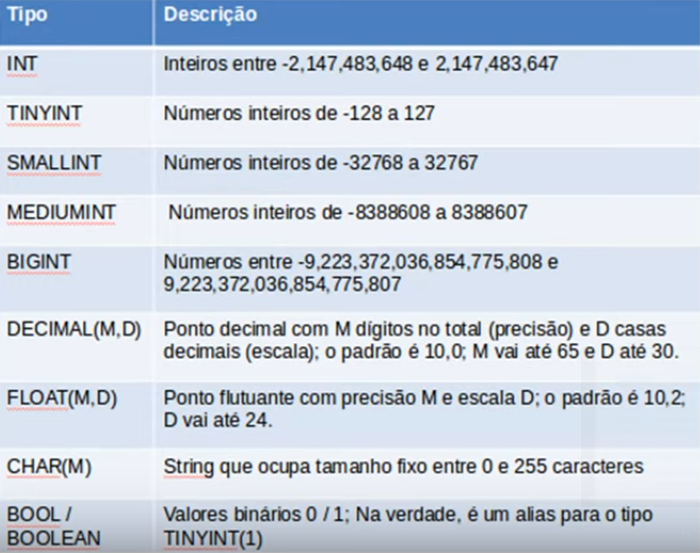 Tipo Descrição
INT Inteiros entre -2,147,483,648 e 2,147,483,647
TINYINT Números inteiros de -128 a 127
SMALLINT Números inteiros de -32768 a 32767
MEDIUMINT Números inteiros de -8388608 a 8388607
BIGINT Números entre -9,223,372,036,854,775,808 e
9,223,372,036,854,775,807
DECIMAL(M,D) Ponto decimal com M dígitos no total (precisão) e D casas
decimais (escala); o padrão é 10,0; M vai até 65 e D até 30.
FLOAT(M,D) Ponto flutuante com precisão M e escala D; o padrão é 10,2;
D vai até 24.
CHAR(M) String que ocupa tamanho fixo entre 0 e 255 caracteres
BOOL / Valores binários 0 / 1; Na verdade, é um alias para o tipo
BOOLEAN TINYINT(1)